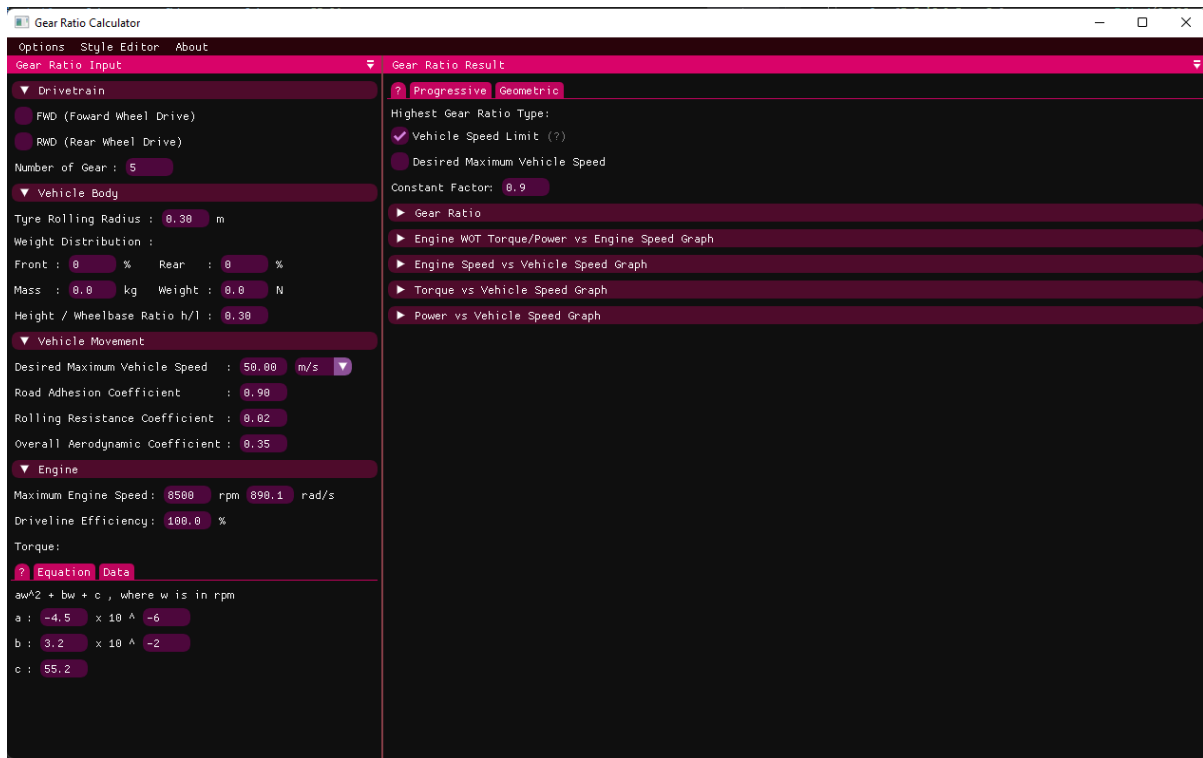 Gear Ratio Calculator
Options Style Editor About
Gear Ratio Input
Drivetrain
FWD (Foward Wheel Drive)
RWD (Rear Wheel Drive)
Number of Gear : 5
Vehicle Body
Tyre Rolling Radius : 0.30 m
Weight Distribution :
Front : 0 % Rear : 0 %
Mass : 0.0 kg Weight : 0.0 N
Height / Wheelbase Ratio h/l : 0.30
Vehicle Movement
Desired Maximum Vehicle Speed : 50.00 m/s
Road Adhesion Coefficient : 0.90
Rolling Resistance Coefficient : 0.02
Overall Aerodynamic Coefficient : 0.35
Engine
Maximum Engine Speed: 8500 rpm 890.1 rad/s
Driveline Efficiency: 100.0 %
Torque:
? Equation Data
aw^2 + bw + c , where w is in rpm
a : -4.5 x 10 ^ -6
b : 3.2 x 10 ^ -2
c : 55.2
Gear Ratio Result
? Progressive Geometric
Highest Gear Ratio Type:
Vehicle Speed Limit (?)
Desired Maximum Vehicle Speed
Constant Factor: 0.9
Gear Ratio
Engine WOT Torque/Power vs Engine Speed Graph
Engine Speed vs Vehicle Speed Graph
Torque vs Vehicle Speed Graph
Power vs Vehicle Speed Graph